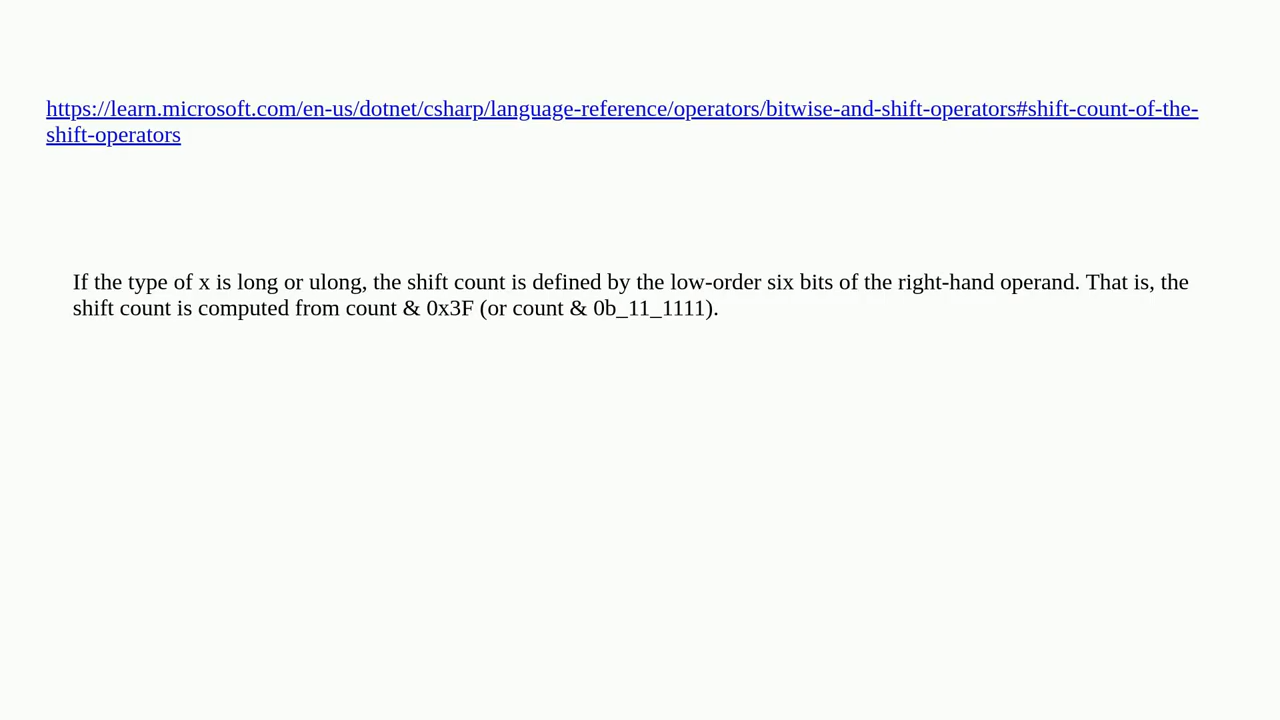 https://learn.microsoft.com/en-us/dotnet/csharp/language-reference/operators/bitwise-and-shift-operators#shift-count-of-the-
shift-operators
If the type of x is long or ulong, the shift count is defined by the low-order six bits of the right-hand operand. That is, the
shift count is computed from count & 0x3F (or count & 0b_11_1111).